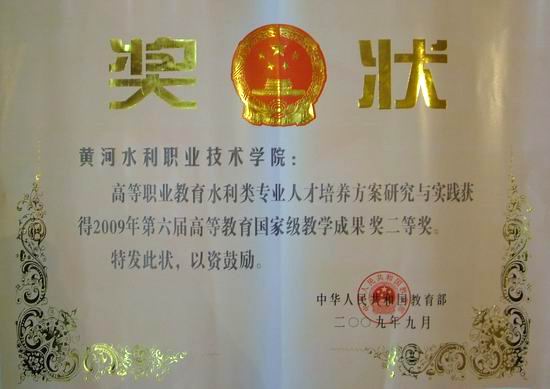 奖 状
黄河水利职业技术学院：
高等职业教育水利类专业人才培养方案研究与实践获
得2009年第六届高等教育国家级教学成果奖二等奖。
特发此状，以资鼓励。
中华人民共和国教育部
二〇〇九年九月